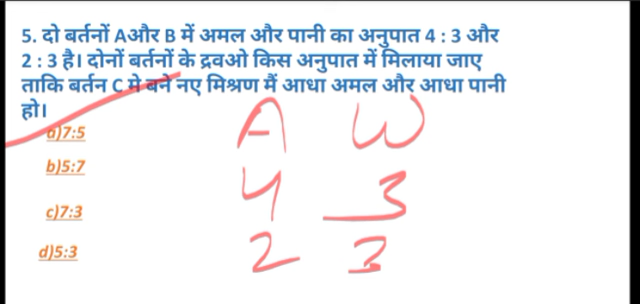 5. दो बर्तनों Aऔर B में अमल और पानी का अनुपात 4 : 3 और
2 : 3 है। दोनों बर्तनों के द्रवओ किस अनुपात में मिलाया जाए
ताकि बर्तन C मे बने नए मिश्रण मैं आधा अमल और आधा पानी
हो।
a)7:5
b)5:7
c)7:3
d)5:3
A W
4 3
2 3